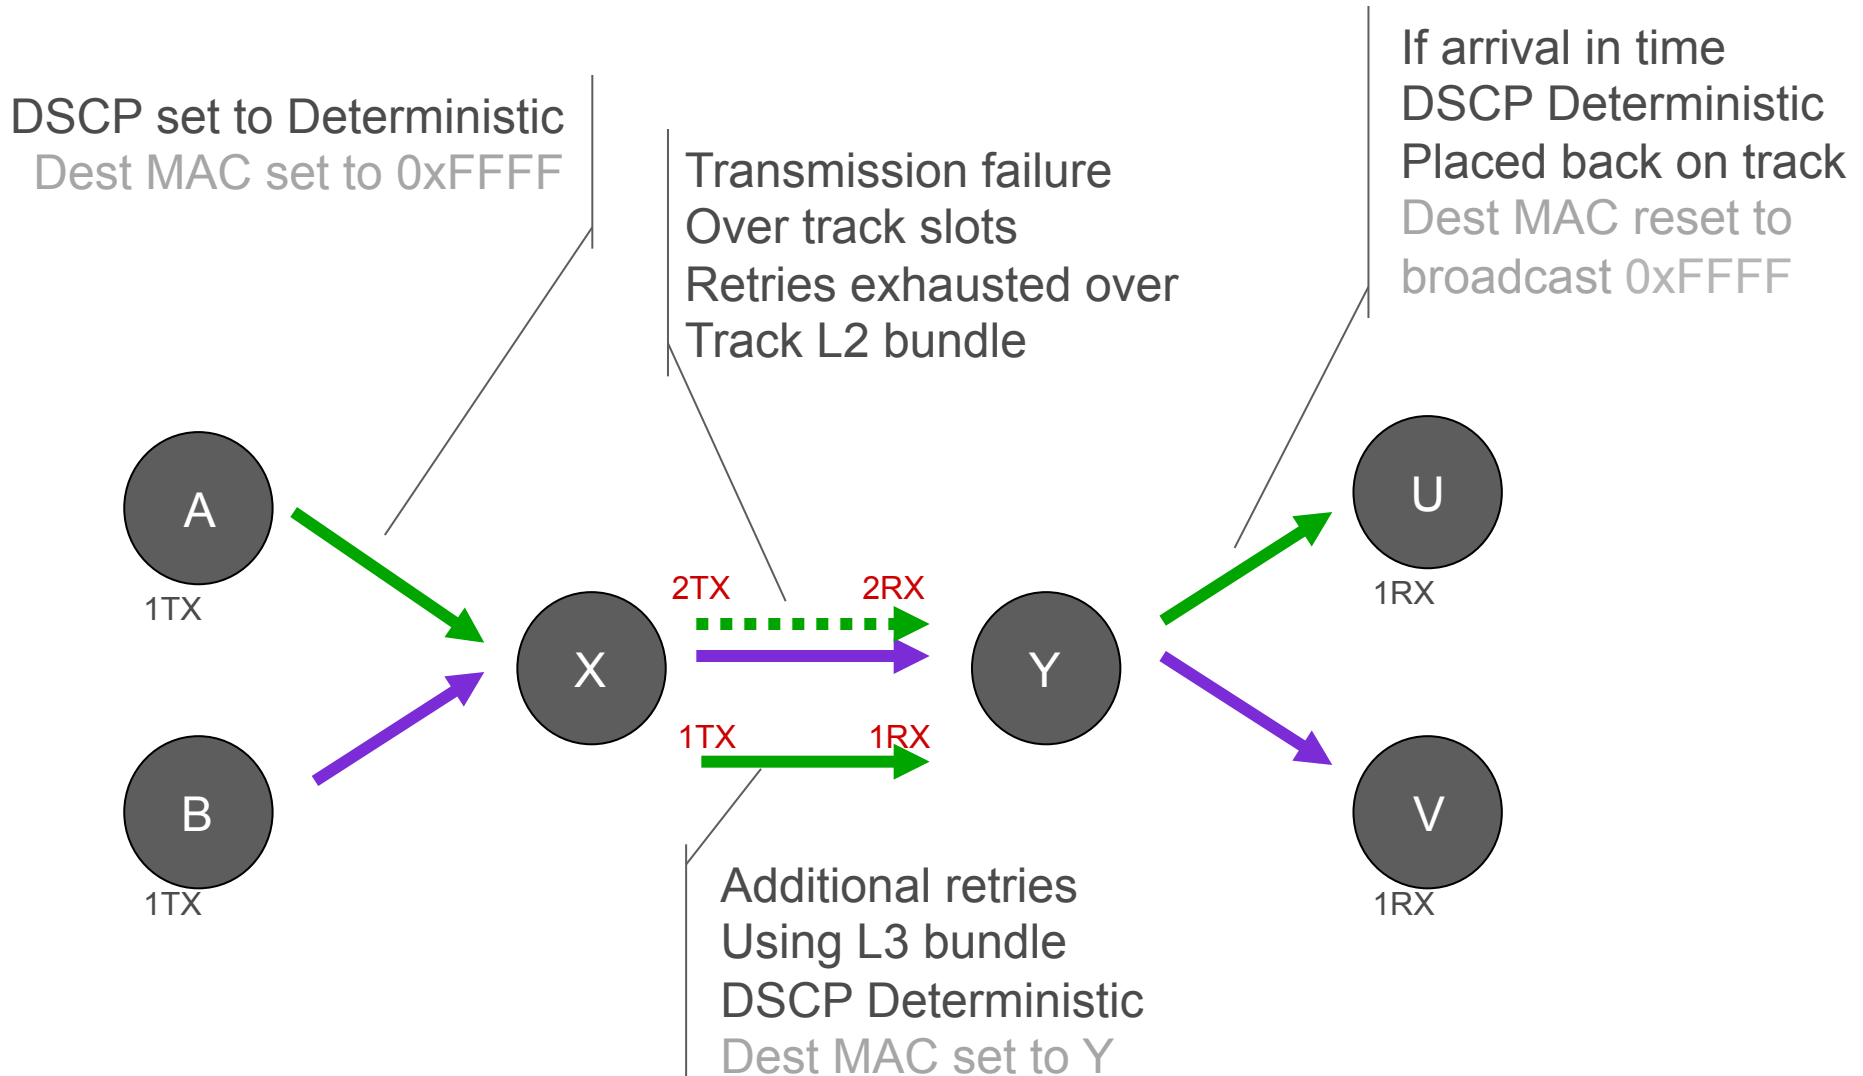 DSCP set to Deterministic
Dest MAC set to 0xFFFF
Transmission failure
Over track slots
Retries exhausted over
Track L2 bundle
If arrival in time
DSCP Deterministic
Placed back on track
Dest MAC reset to
broadcast 0xFFFF
A
1TX
U
1RX
2TX 2RX
X
Y
1TX 1RX
B
1TX
V
1RX
Additional retries
Using L3 bundle
DSCP Deterministic
Dest MAC set to Y